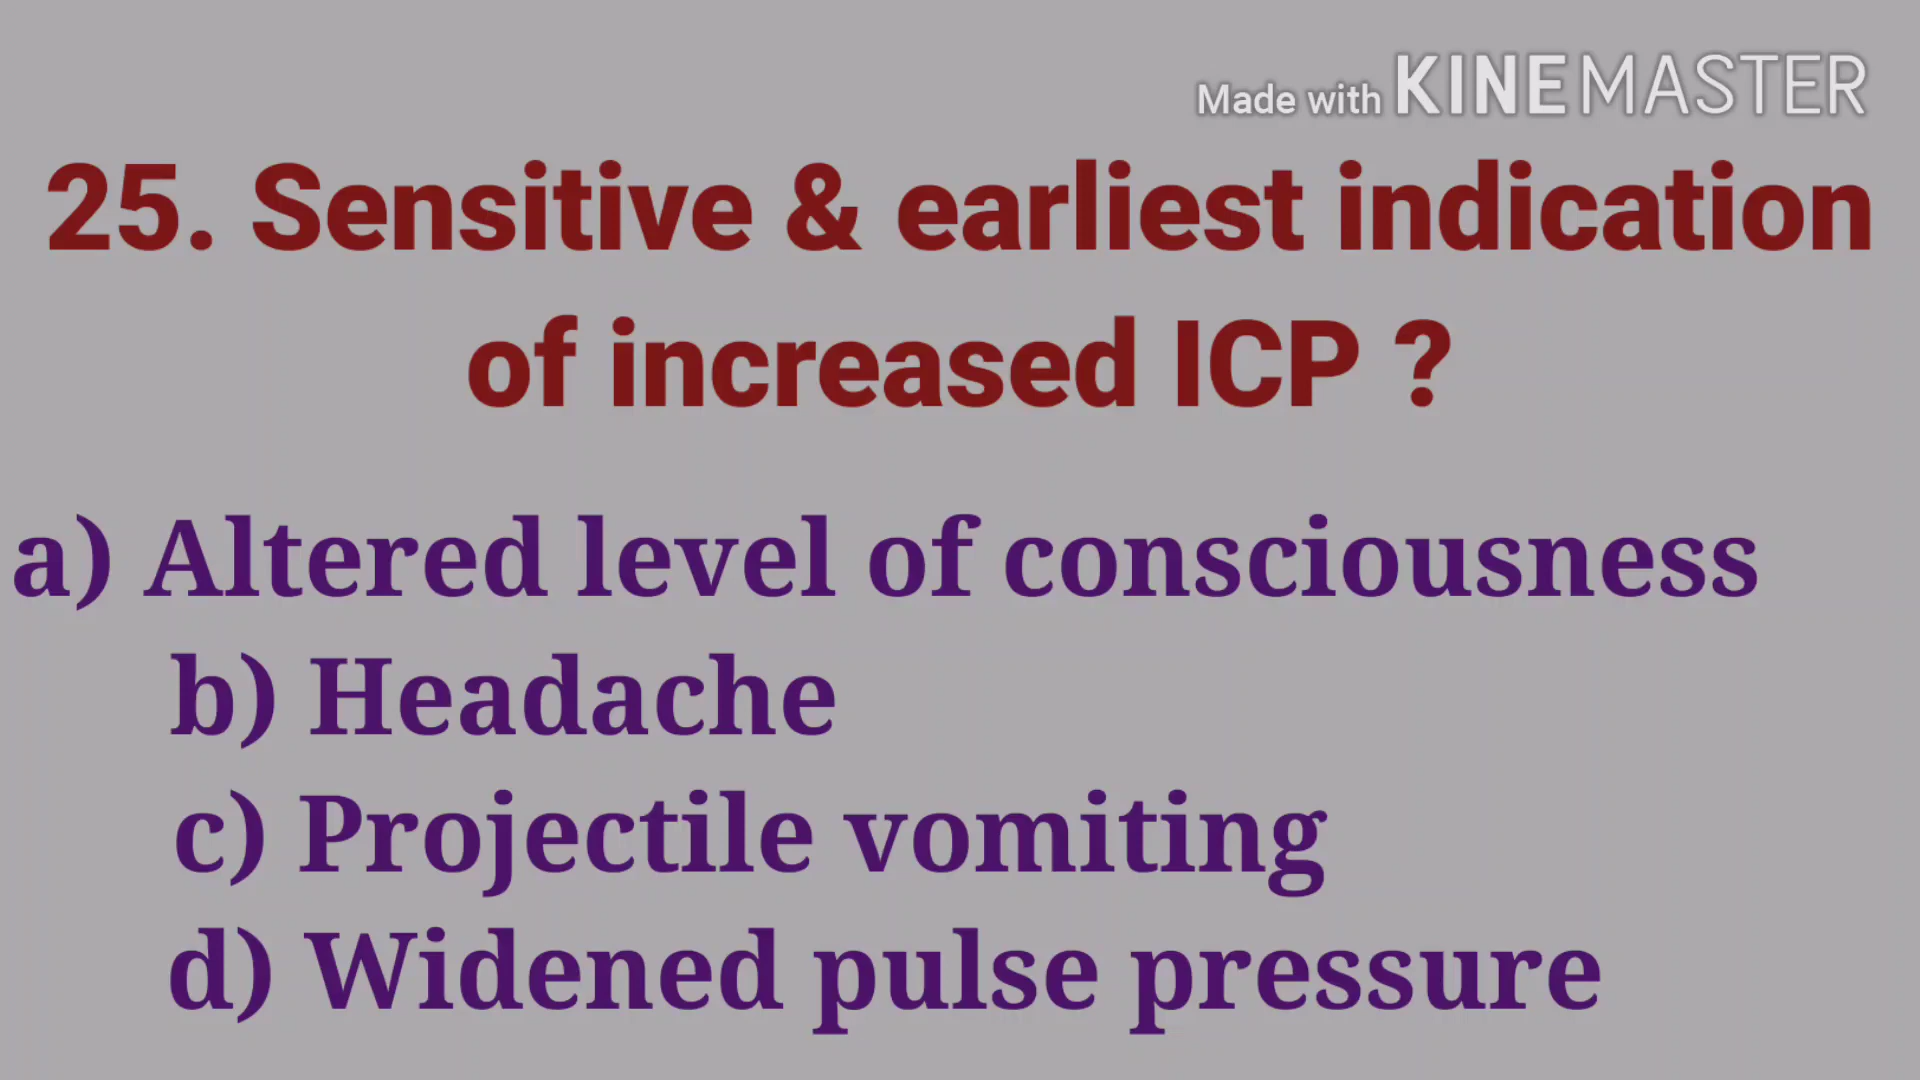 Made with KINEMASTER
25. Sensitive & earliest indication
of increased ICP ?
a) Altered level of consciousness
b) Headache
c) Projectile vomiting
d) Widened pulse pressure